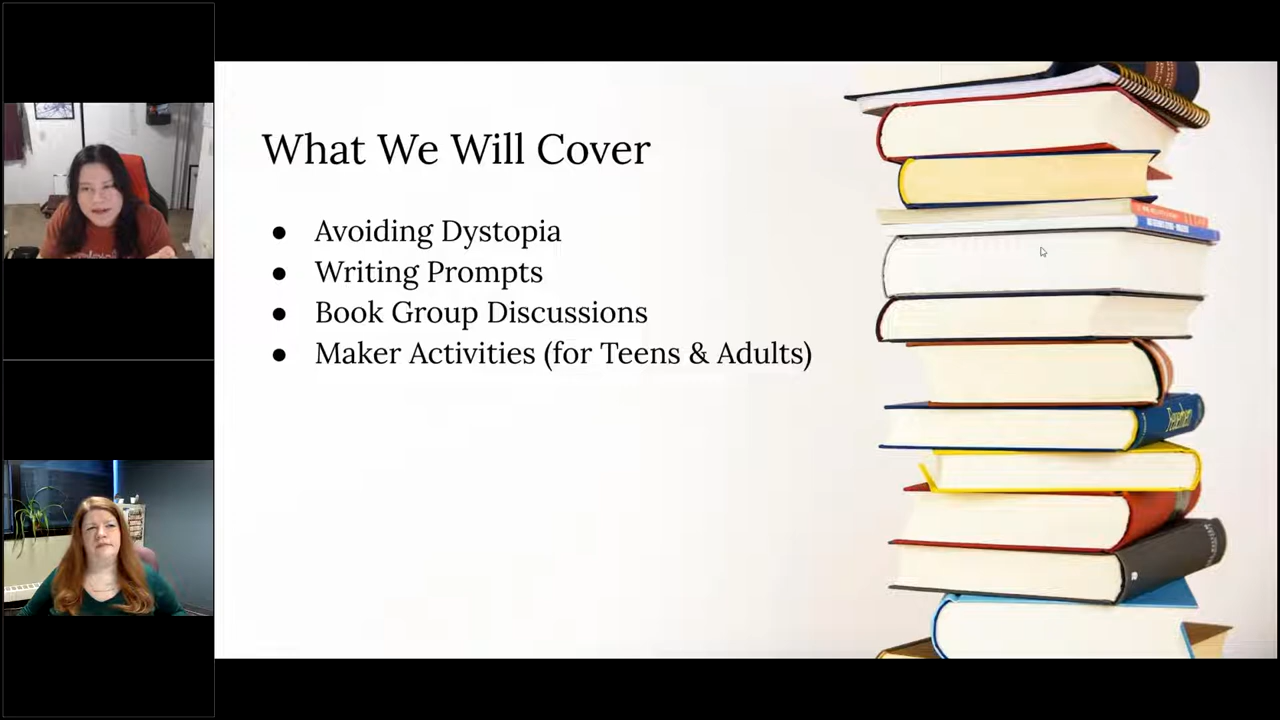 What We Will Cover
● Avoiding Dystopia
● Writing Prompts
● Book Group Discussions
● Maker Activities (for Teens & Adults)